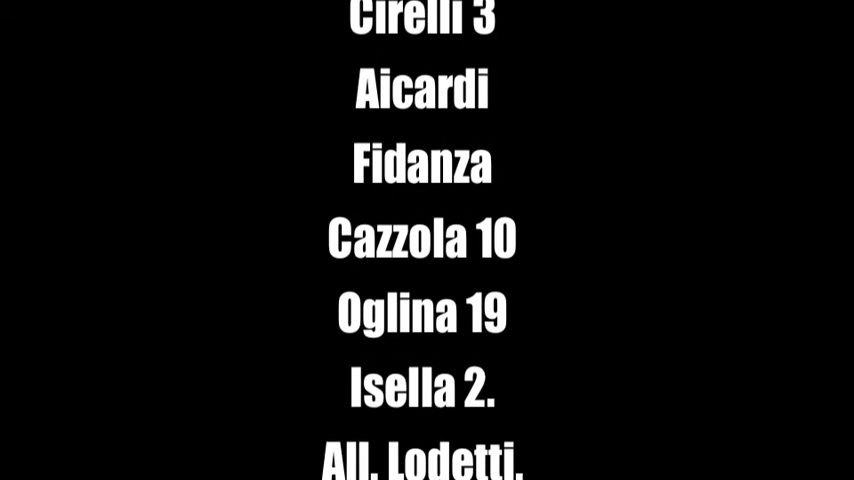 Cirelli 3
Aicardi
Fidanza
Cazzola 10
Oglina 19
Isella 2.
All. Lodetti.